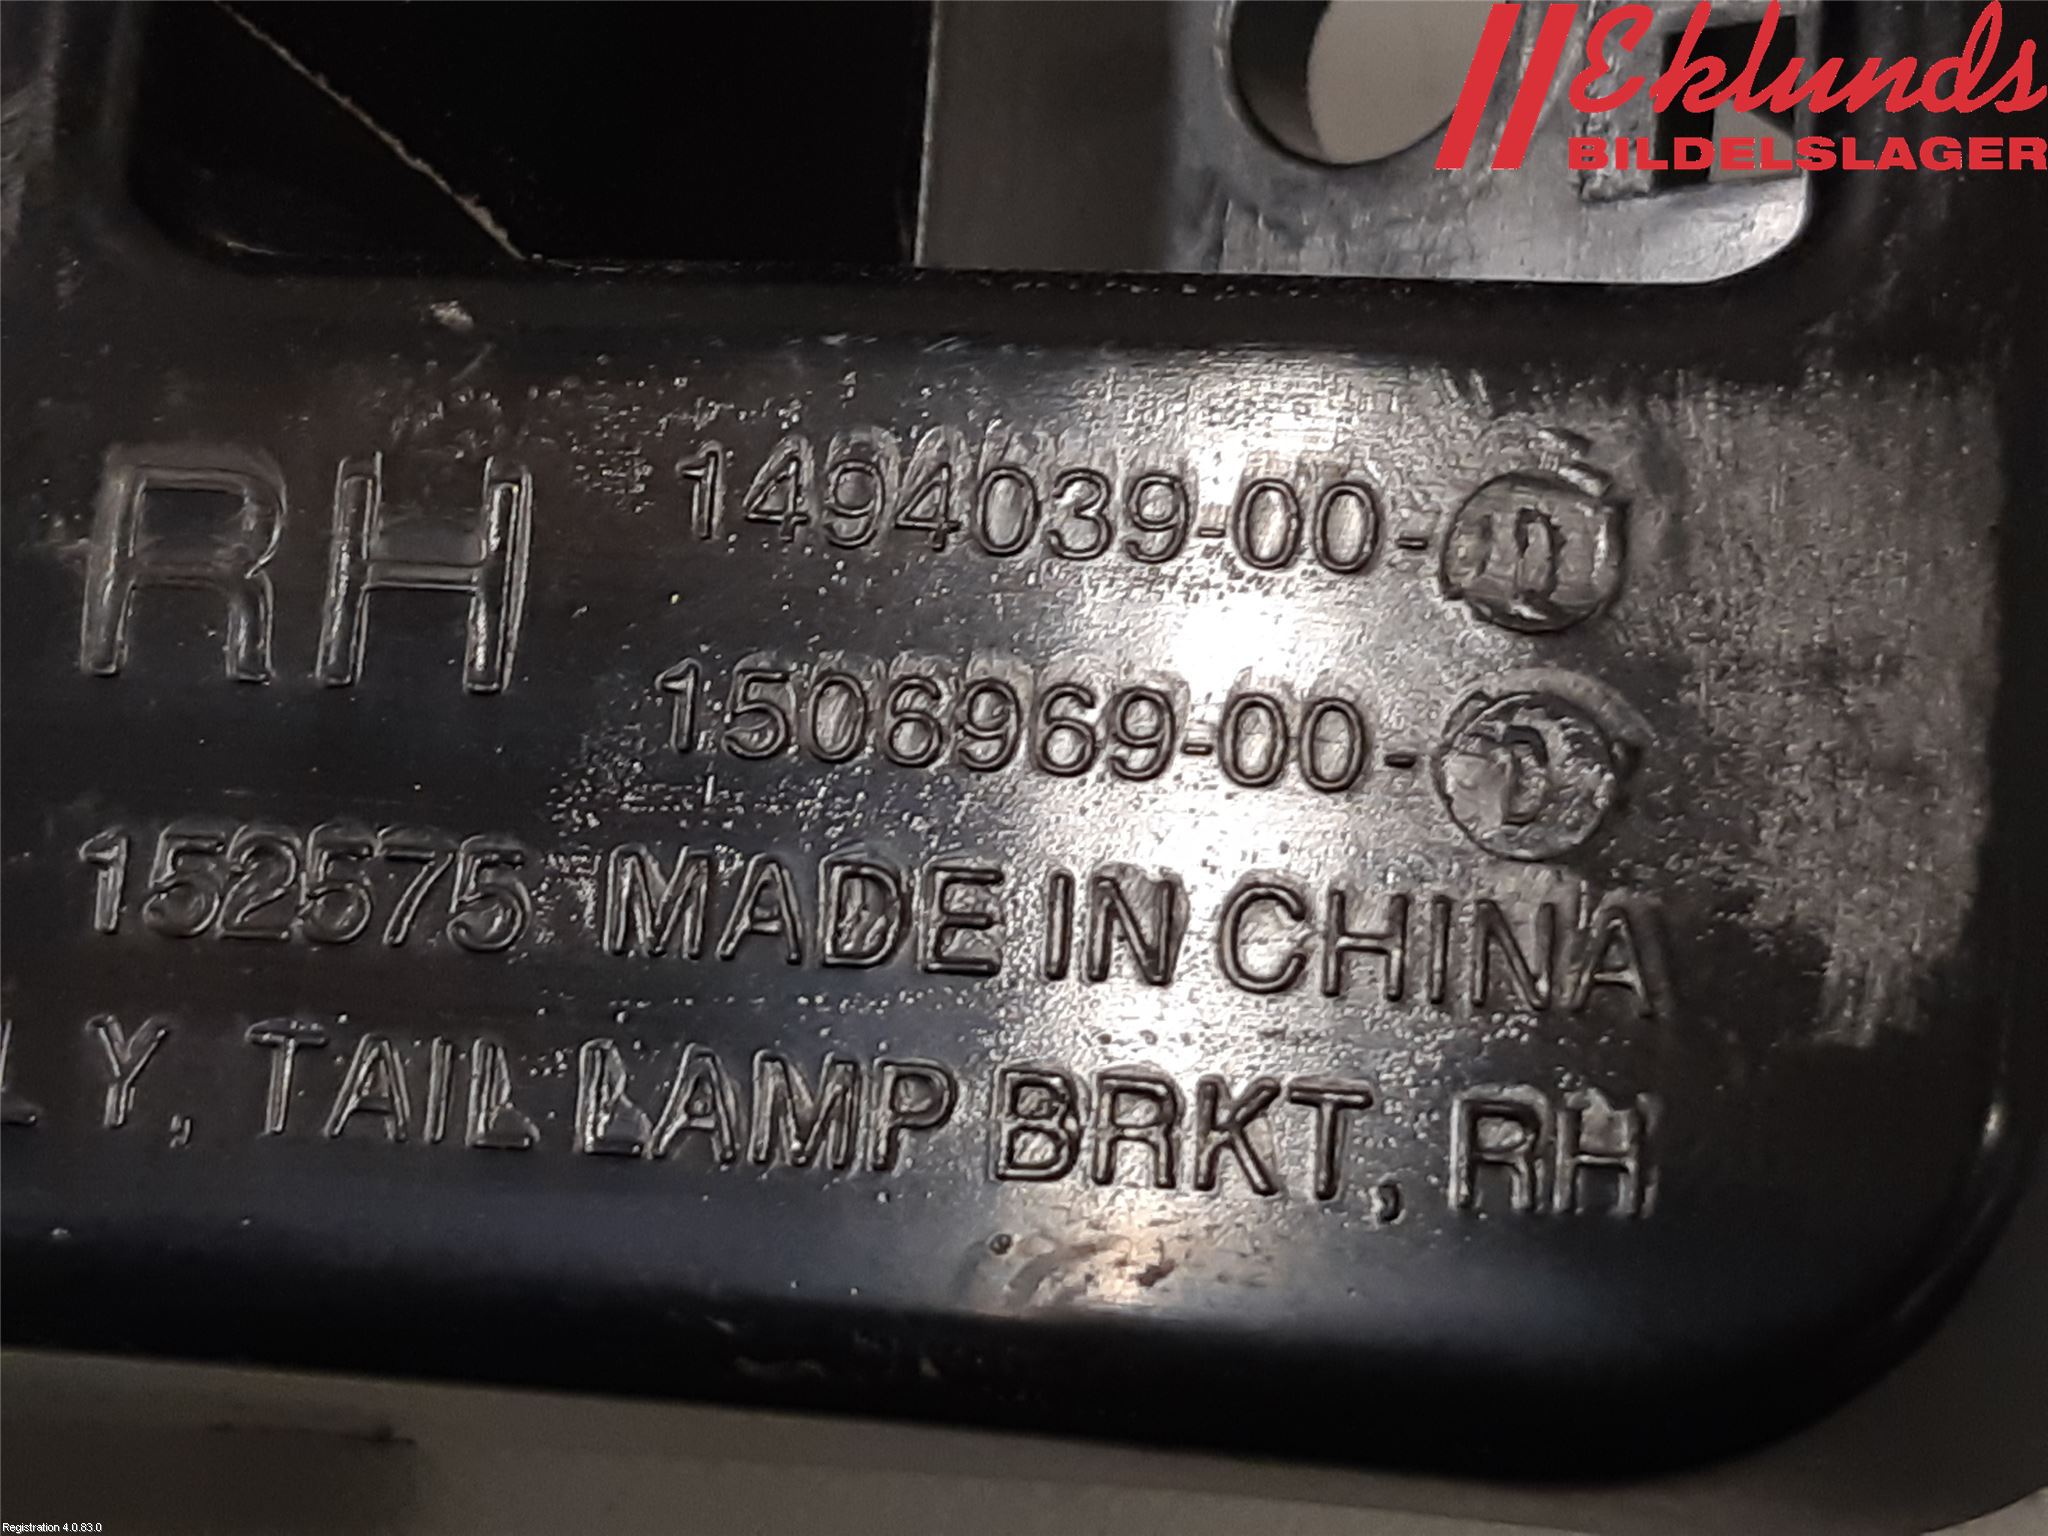 Eklunds
BILDELSLAGER
RH
1494039-00-D
1506969-00-D
152575 MADE IN CHINA
L Y, TAIL LAMP BRKT, RH
Registration 4.0.83.0